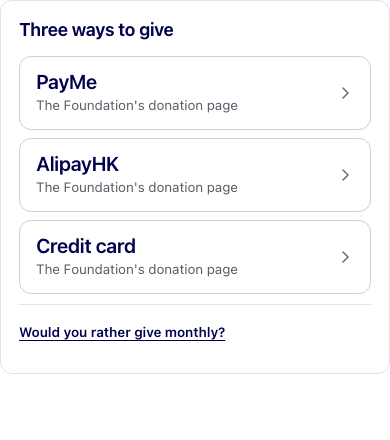 Three ways to give
PayMe
The Foundation's donation page
AlipayHK
The Foundation's donation page
Credit card
The Foundation's donation page
Would you rather give monthly?